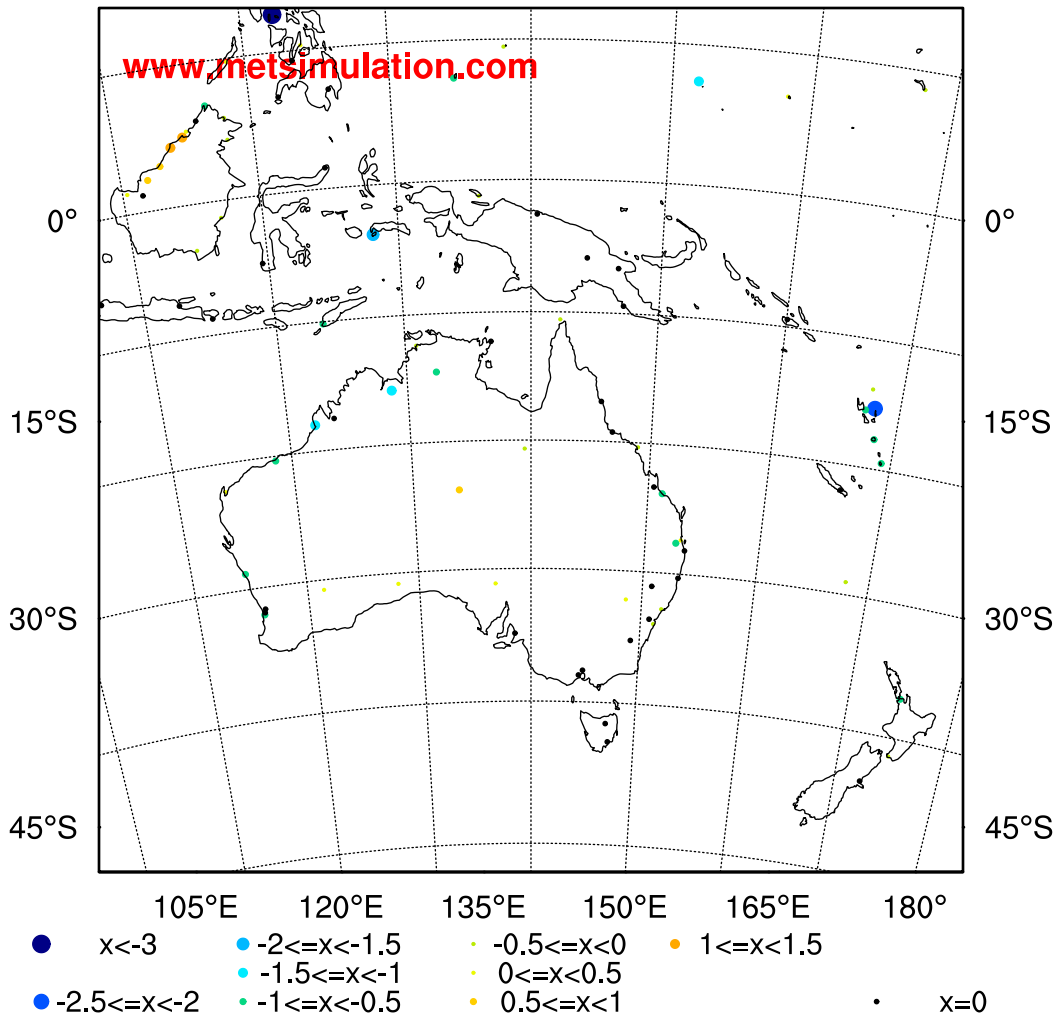 www.metsimulation.com
0° 0°
15°S 15°S
30°S 30°S
45°S 45°S
105°E 120°E 135°E 150°E 165°E 180°
x<-3 -2<=x<-1.5 -0.5<=x<0 1<=x<1.5
-1.5<=x<-1 0<=x<0.5
-2.5<=x<-2 -1<=x<-0.5 0.5<=x<1 x=0